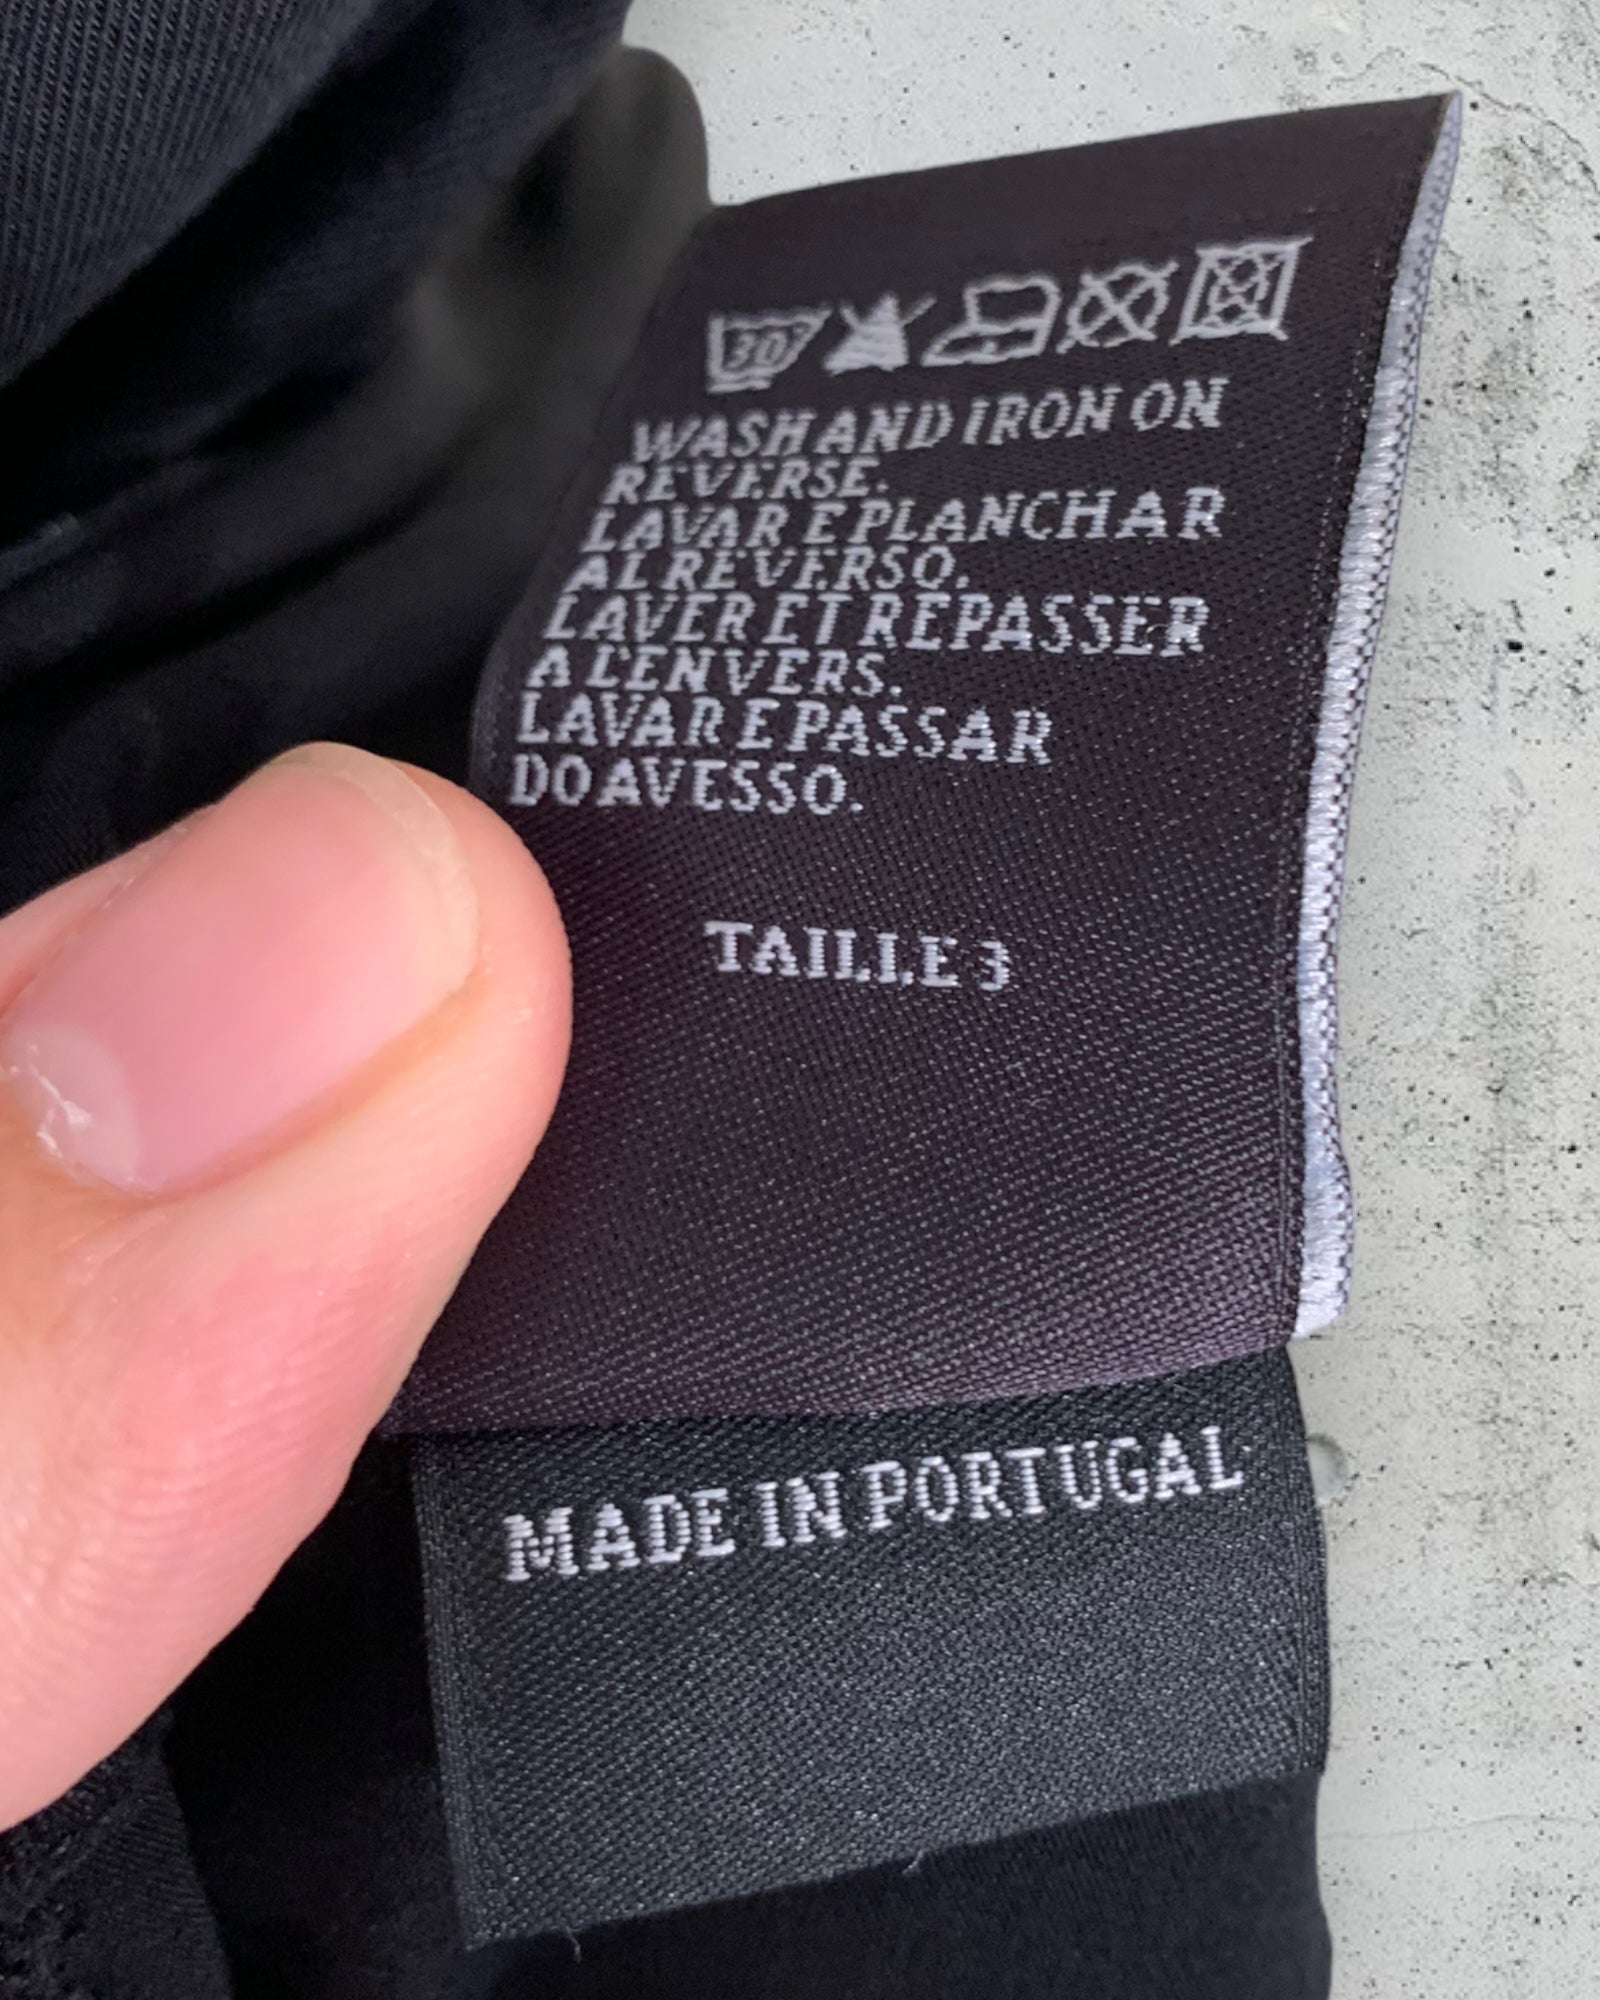 30
WASH AND IRON ON
REVERSE.
LAVAR E PLANCHAR
AL REVERSO.
LAVER ET REPASSER
A L'ENVERS.
LAVAR E PASSAR
DO AVESSO.
TAILLE 3
MADE IN PORTUGAL